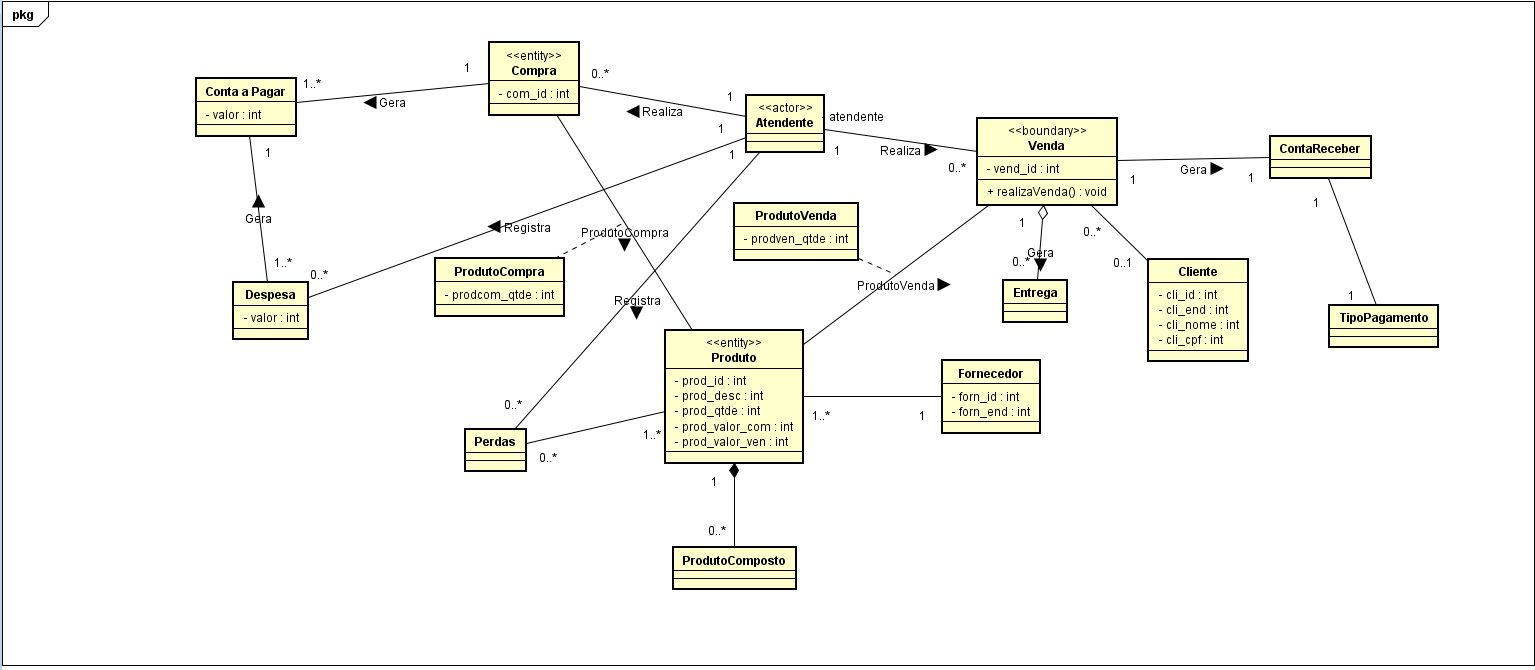 pkg
<<entity>>
Compra
- com_id : int
Conta a Pagar
- valor : int
1..*
1
Gera
0..*
1
Realiza
<<actor>>
Atendente
atendente
1
1
1
Realiza
0..*
<<boundary>>
Venda
- vend_id : int
+ realizaVenda() : void
1
Gera
1
ContaReceber
1
1
TipoPagamento
1
Gera
1..*
Despesa
- valor : int
0..*
Registra
ProdutoCompra
ProdutoCompra
- prodcom_qtde : int
Registra
ProdutoVenda
- prodven_qtde : int
ProdutoVenda
1
Gera
0..*
Entrega
0..*
0..1
Cliente
- cli_id : int
- cli_end : int
- cli_nome : int
- cli_cpf : int
<<entity>>
Produto
- prod_id : int
- prod_desc : int
- prod_qtde : int
- prod_valor_com : int
- prod_valor_ven : int
1..*
1
Fornecedor
- forn_id : int
- forn_end : int
0..*
Perdas
0..*
1..*
1
0..*
ProdutoComposto